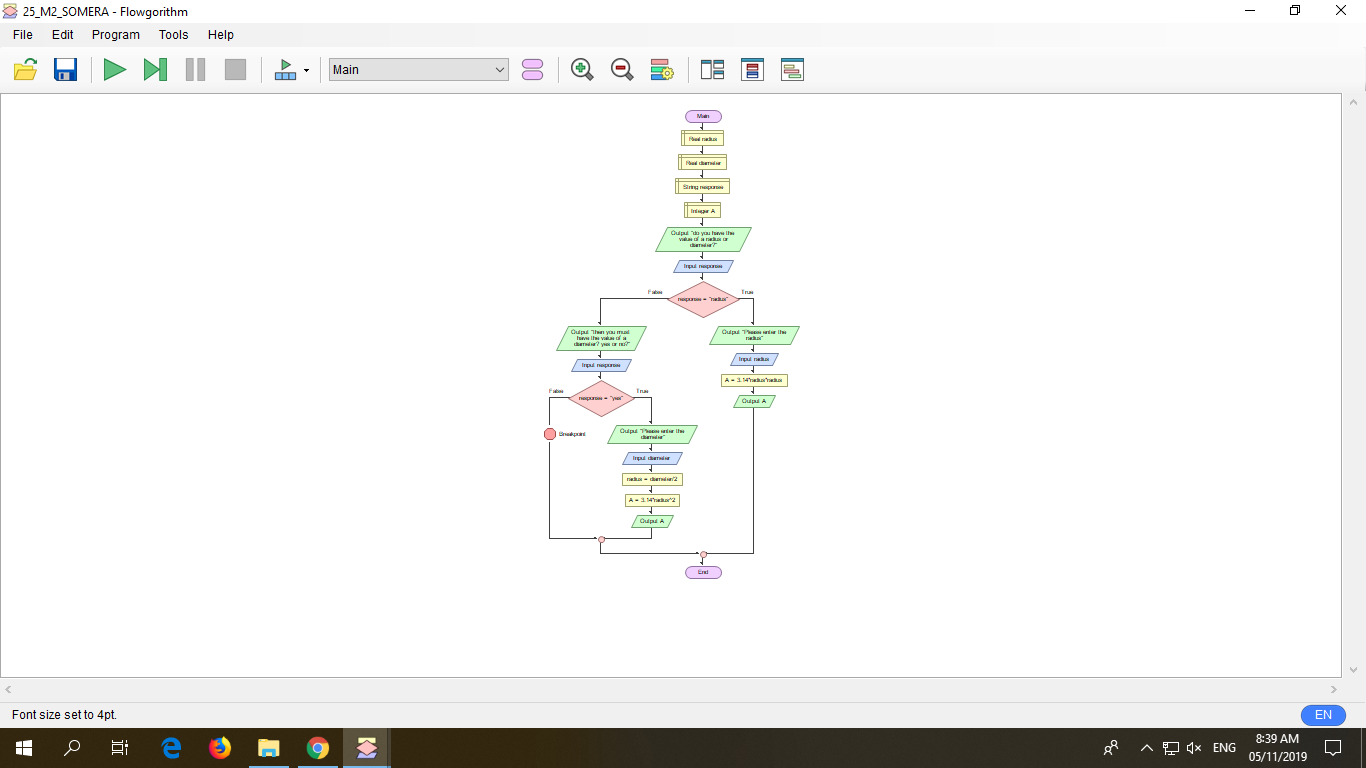 25_M2_SOMERA - Flowgorithm
File Edit Program Tools Help
Main
Main
Real radius
Real diameter
String response
Integer A
Output "do you have the
value of a radius or
diameter?"
Input response
False
True
response = "radius"
Output "then you must
have the value of a
diameter? yes or no?"
Input response
False
True
response = "yes"
Breakpoint
Output "Please enter the
diameter"
Input diameter
radius = diameter/2
A = 3.14*radius^2
Output A
Output "Please enter the
radius"
Input radius
A = 3.14*radius*radius
Output A
End
Font size set to 4pt.
EN
ENG
8:39 AM
05/11/2019